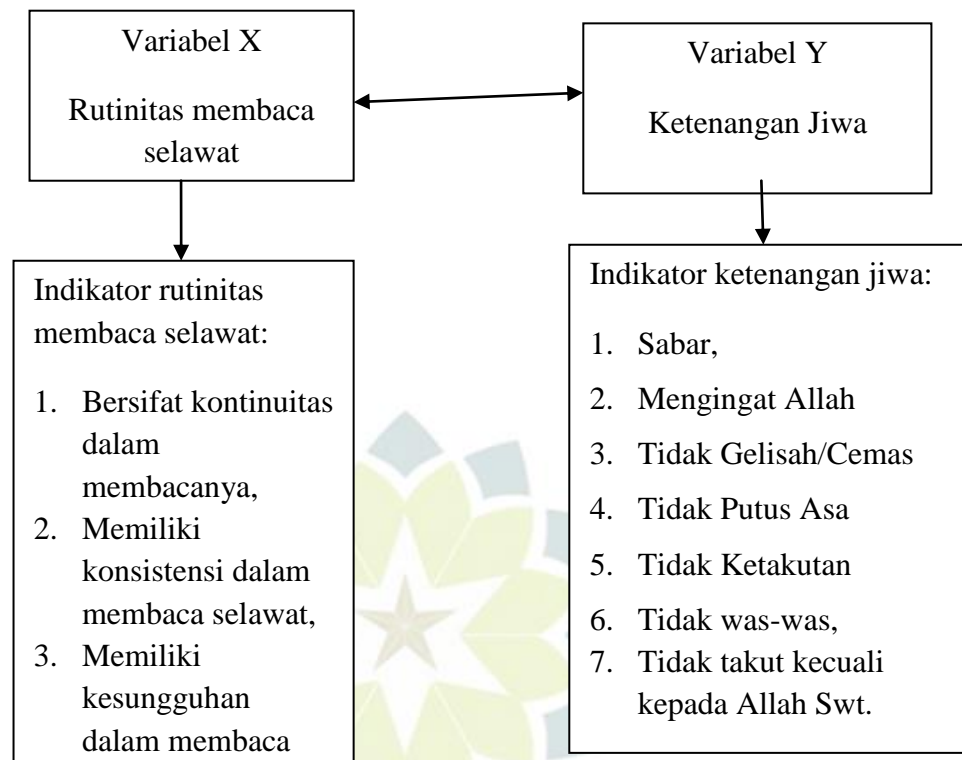 Variabel X
Rutinitas membaca
selawat
Variabel Y
Ketenangan Jiwa
Indikator rutinitas
membaca selawat:
1. Bersifat kontinuitas
dalam
membacanya,
2. Memiliki
konsistensi dalam
membaca selawat,
3. Memiliki
kesungguhan
dalam membaca
Indikator ketenangan jiwa:
1. Sabar,
2. Mengingat Allah
3. Tidak Gelisah/Cemas
4. Tidak Putus Asa
5. Tidak Ketakutan
6. Tidak was-was,
7. Tidak takut kecuali
kepada Allah Swt.